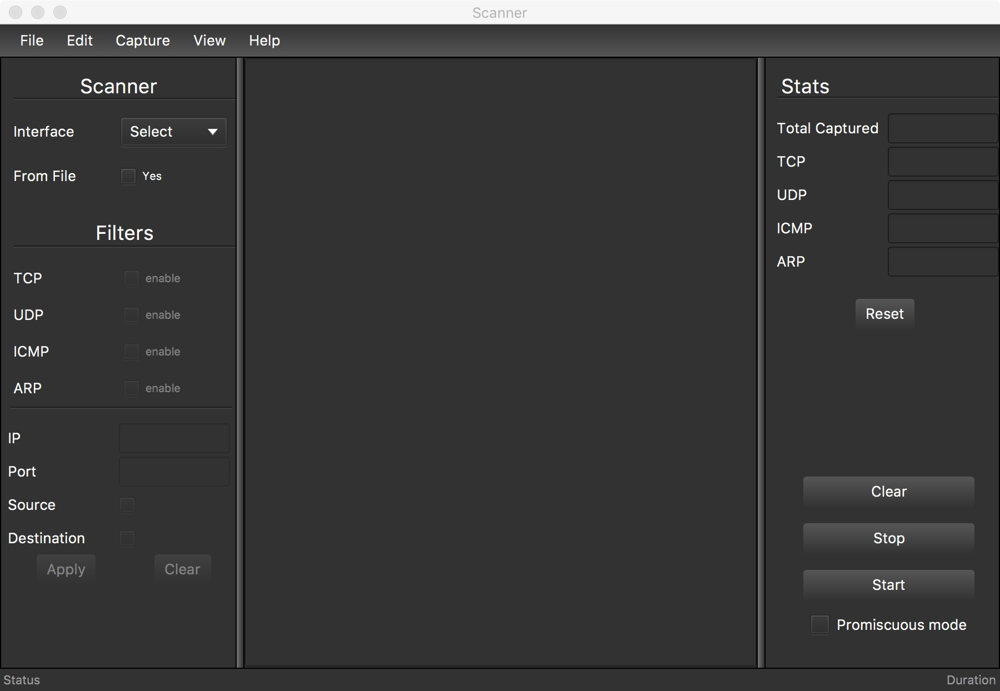 Scanner
File Edit Capture View Help
Scanner
Interface Select
From File Yes
Filters
TCP enable
UDP enable
ICMP enable
ARP enable
IP
Port
Source
Destination
Apply Clear
Stats
Total Captured
TCP
UDP
ICMP
ARP
Reset
Clear
Stop
Start
Promiscuous mode
Status Duration